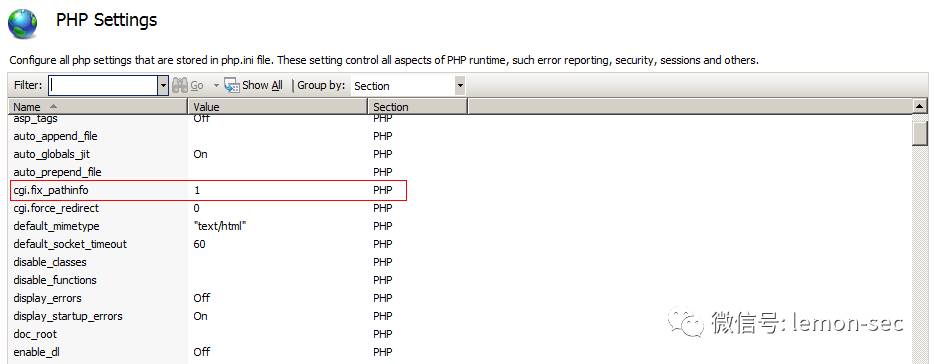 PHP Settings
Configure all php settings that are stored in php.ini file. These setting control all aspects of PHP runtime, such error reporting, security, sessions and others.
Filter: Go Show All Group by: Section
Name Value Section
asp_tags Off PHP
auto_append_file PHP
auto_globals_jit On PHP
auto_prepend_file PHP
cgi.fix_pathinfo 1 PHP
cgi.force_redirect 0 PHP
default_mimetype "text/html" PHP
default_socket_timeout 60 PHP
disable_classes PHP
disable_functions PHP
display_errors Off PHP
display_startup_errors On PHP
doc_root PHP
enable_dl Off PHP
微信号: lemon-sec